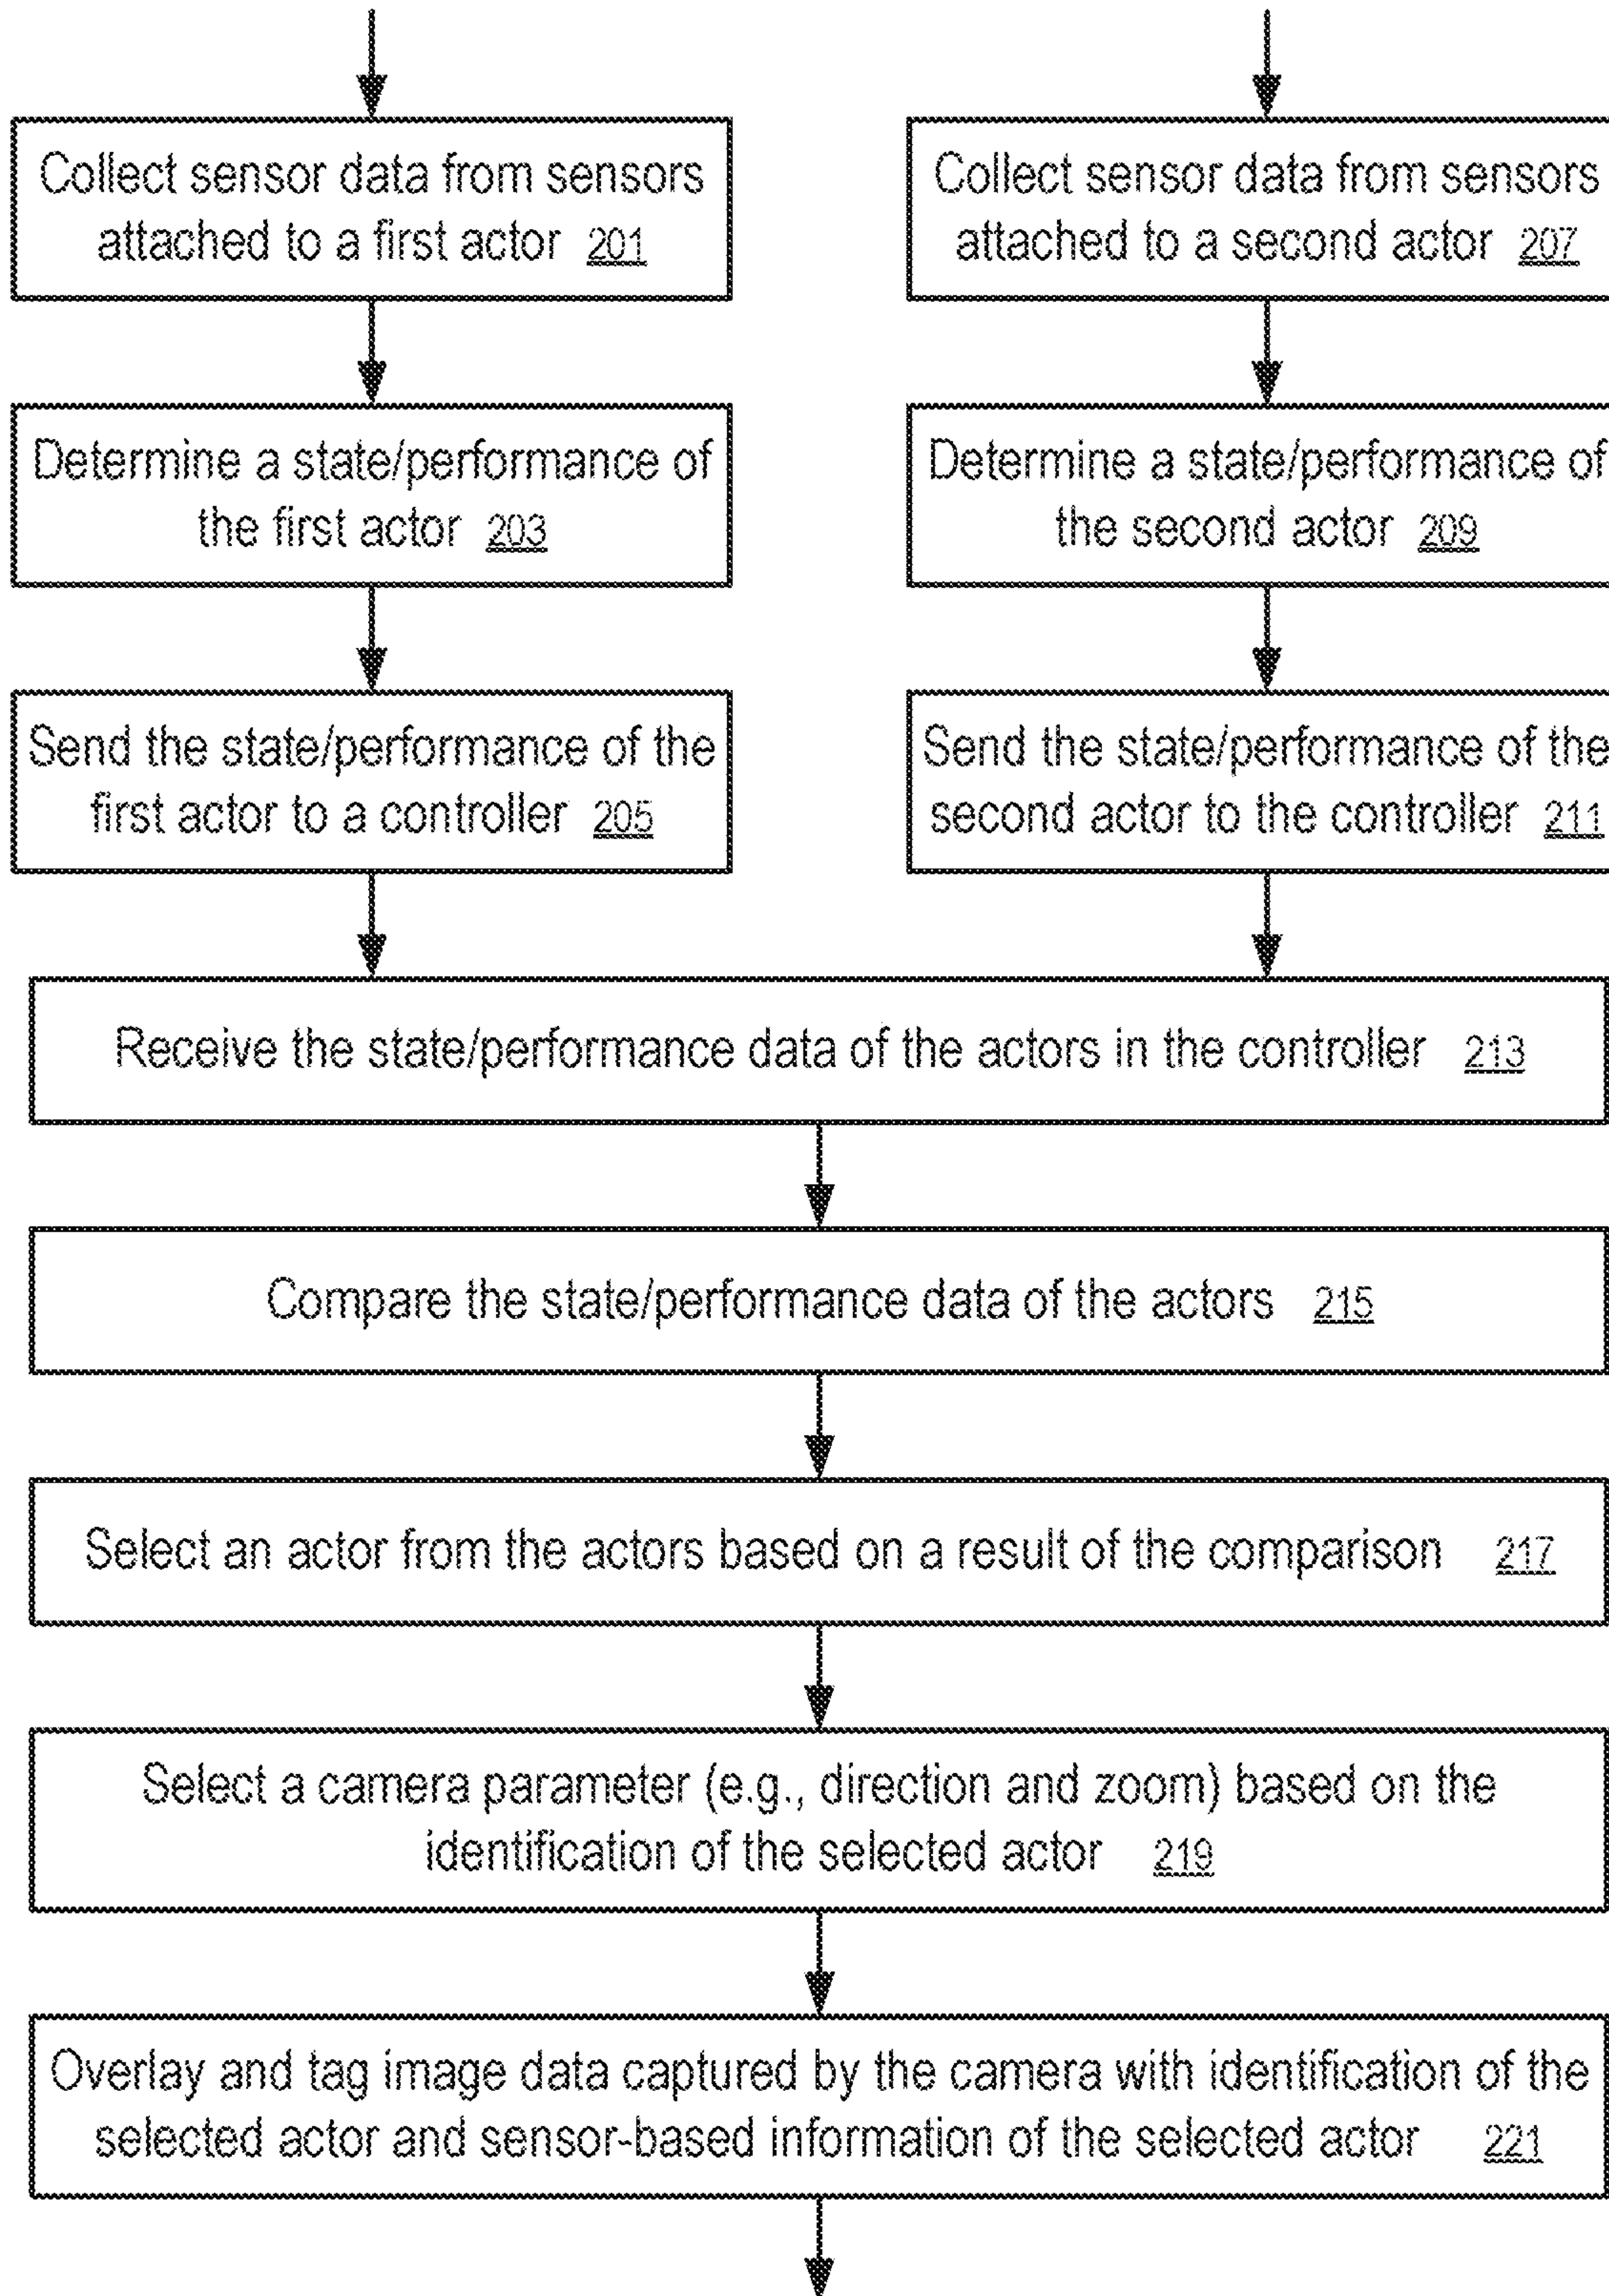 Collect sensor data from sensors
attached to a first actor 201
Collect sensor data from sensors
attached to a second actor 207
Determine a state/performance of
the first actor 203
Determine a state/performance of
the second actor 209
Send the state/performance of the
first actor to a controller 205
Send the state/performance of the
second actor to the controller 211
Receive the state/performance data of the actors in the controller 213
Compare the state/performance data of the actors 215
Select an actor from the actors based on a result of the comparison 217
Select a camera parameter (e.g., direction and zoom) based on the
identification of the selected actor 219
Overlay and tag image data captured by the camera with identification of the
selected actor and sensor-based information of the selected actor 221